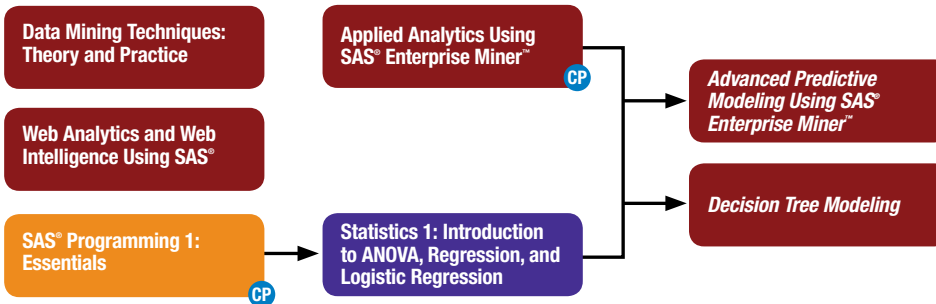 Data Mining Techniques:
Theory and Practice
Applied Analytics Using
SAS® Enterprise Miner™
CP
Advanced Predictive
Modeling Using SAS®
Enterprise Miner™
Web Analytics and Web
Intelligence Using SAS®
Decision Tree Modeling
SAS® Programming 1:
Essentials
CP
Statistics 1: Introduction
to ANOVA, Regression, and
Logistic Regression